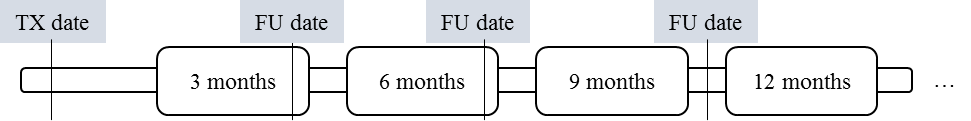 TX date FU date FU date FU date
3 months 6 months 9 months 12 months ...